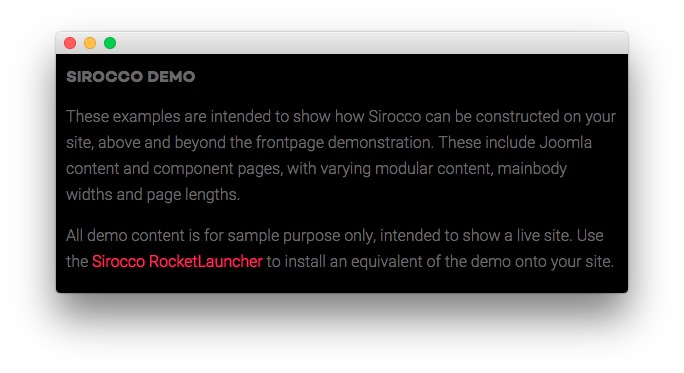 SIROCCO DEMO
These examples are intended to show how Sirocco can be constructed on your
site, above and beyond the frontpage demonstration. These include Joomla
content and component pages, with varying modular content, mainbody
widths and page lengths.
All demo content is for sample purpose only, intended to show a live site. Use
the Sirocco RocketLauncher to install an equivalent of the demo onto your site.